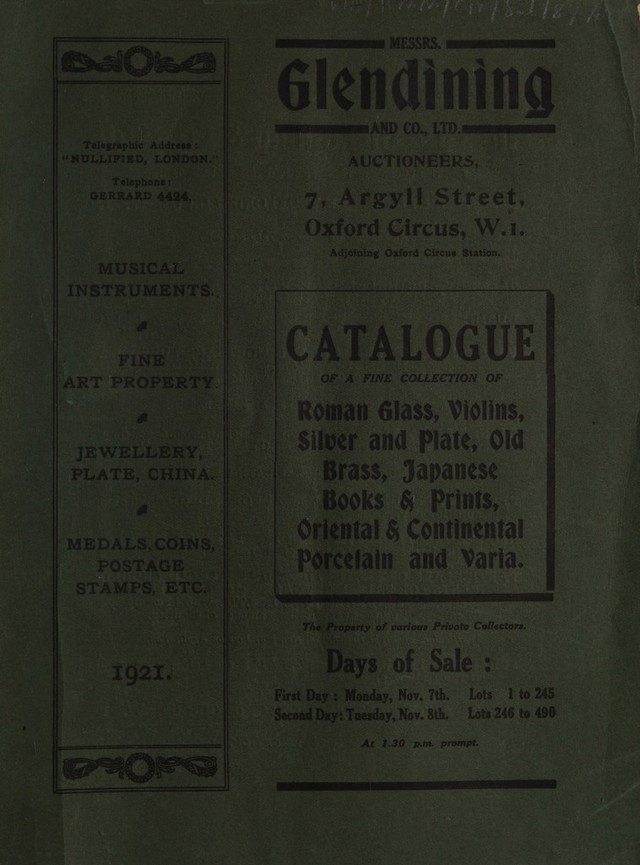 Telegraphic Address:
"NULLIFIED, LONDON."
Telephone:
GERRARD 4424.
MUSICAL
INSTRUMENTS.
FINE
ART PROPERTY.
JEWELLERY,
PLATE, CHINA.
MEDALS, COINS,
POSTAGE
STAMPS, ETC.
1921.
MESSRS.
Glendining
AND CO., LTD.
AUCTIONEERS,
7, Argyll Street,
Oxford Circus, W.1.
Adjoining Oxford Circus Station.
CATALOGUE
OF A FINE COLLECTION OF
Roman Glass, Violins,
Silver and Plate, Old
Brass, Japanese
Books & Prints,
Oriental & Continental
Porcelain and Varia.
The Property of various Private Collectors.
Days of Sale :
First Day : Monday, Nov. 7th. Lots 1 to 245
Second Day: Tuesday, Nov. 8th. Lots 246 to 490
At 1.30 p.m. prompt.